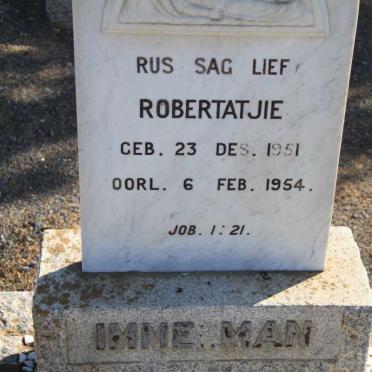 RUS SAG LIEF
ROBERTATJIE
GEB. 23 DES. 1951
OORL. 6 FEB. 1954.
JOB. 1:21.
IMMELMAN